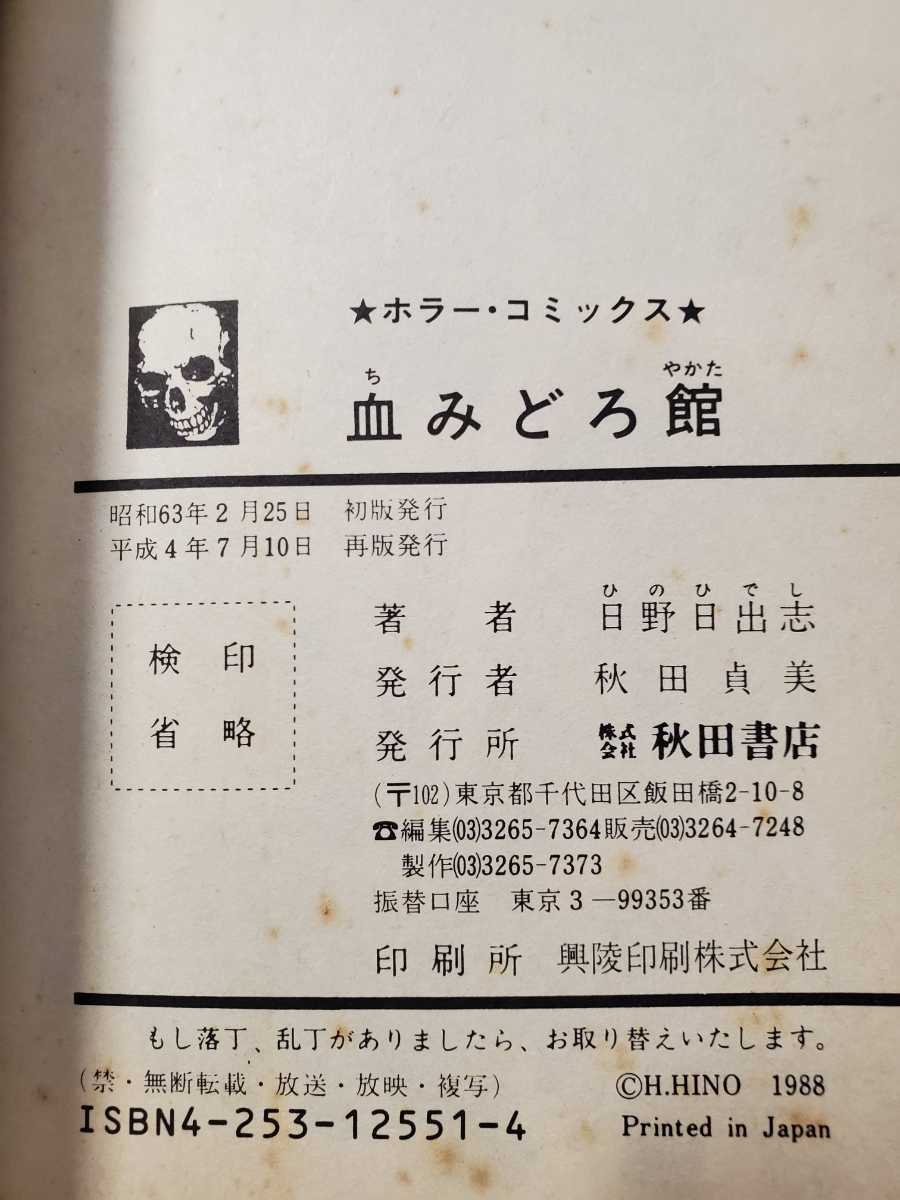 ★ホラー・コミックス★
ち やかた
血みどろ館
昭和63年2月25日 初版発行
平成4年7月10日 再版発行
検印
省略
ひのひでし
著者 日野日出志
発行者 秋田貞美
発行所 株式会社 秋田書店
(〒102)東京都千代田区飯田橋2-10-8
☎編集(03)3265-7364販売(03)3264-7248
製作(03)3265-7373
振替口座 東京3—99353番
印刷所 興陵印刷株式会社
もし落丁、乱丁がありましたら、お取り替えいたします。
(禁・無断転載・放送・放映・複写) ©H.HINO 1988
ISBN4-253-12551-4 Printed in Japan